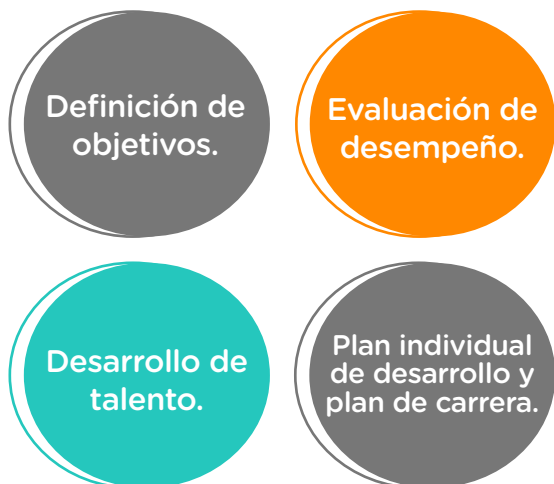 Definición de
objetivos.
Evaluación de
desempeño.
Desarrollo de
talento.
Plan individual
de desarrollo y
plan de carrera.